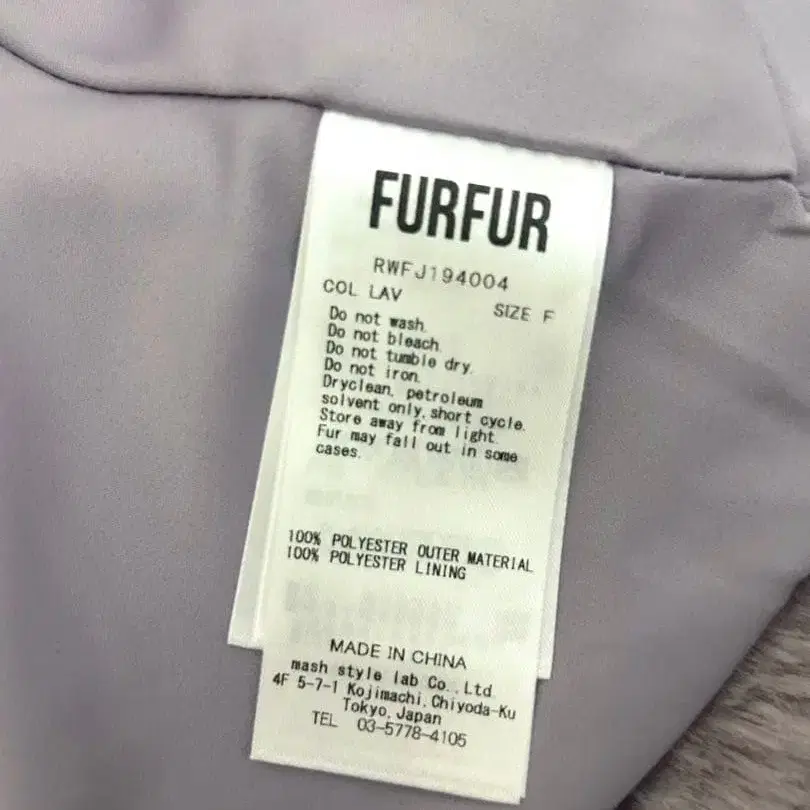 FURFUR
RWFJ194004
COL LAV
SIZE F
Do not wash.
Do not bleach.
Do not tumble dry.
Do not iron.
Dryclean, petroleum
solvent only, short cycle.
Store away from light.
Fur may fall out in some
cases.
100% POLYESTER OUTER MATERIAL
100% POLYESTER LINING
MADE IN CHINA
mash style lab Co.,Ltd.
4F 5-7-1 Kojimachi, Chiyoda-Ku
Tokyo, Japan
TEL 03-5778-4105